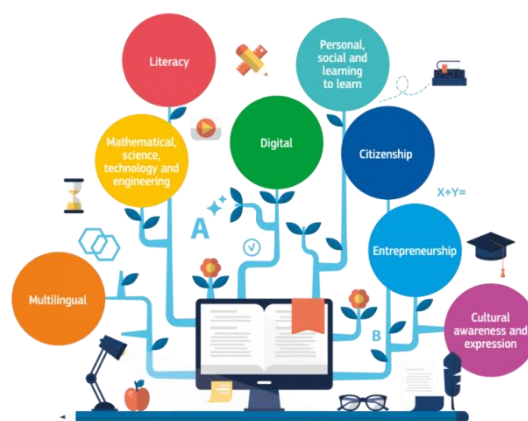 Literacy
Personal,
social and
learning
to learn
Mathematical,
science,
technology and
engineering
Digital
Citizenship
X+Y=
A
Entrepreneurship
Multilingual
Cultural
awareness and
expression
B